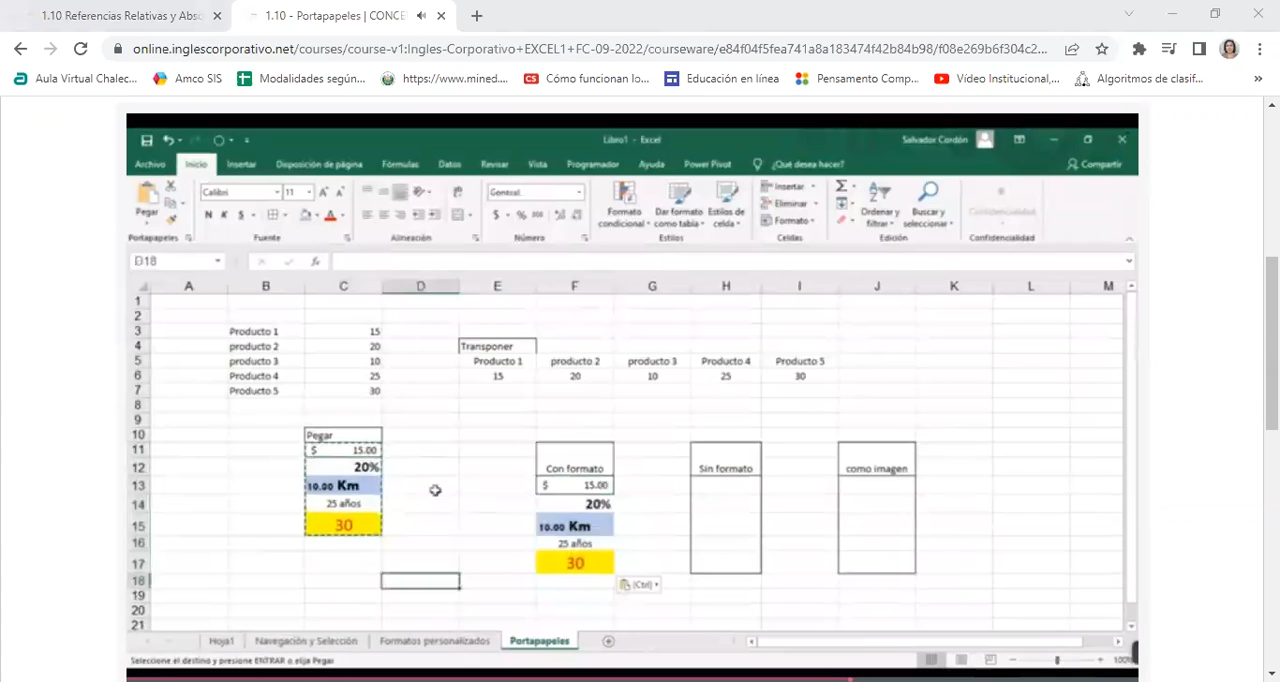 1.10 Referencias Relativas y Abso
1.10 - Portapapeles | CONCE
online.inglescorporativo.net/courses/course-v1:Ingles-Corporativo+EXCEL1+FC-09-2022/courseware/e84f04f5fea741a8a183474f42b84b98/f08e269b6f304c2...
Aula Virtual Chalec... Amco SIS Modalidades según... https://www.mined.... Cómo funcionan lo... Educación en línea Pensamento Comp... Vídeo Institucional,... Algoritmos de clasif... »
Libro1 - Excel Salvador Cordón
Archivo Inicio Insertar Disposición de página Fórmulas Datos Revisar Vista Programador Ayuda Power Pivot ¿Qué desea hacer? Compartir
Calibri 11 General Insertar
Pegar N K S $ % 000 Formato condicional Dar formato como tabla Estilos de celda Eliminar Formato Ordenar y filtrar Buscar y seleccionar Confidencialidad
Portapapeles Fuente Alineación Número Estilos Celdas Edición Confidencialidad
D18 fx
A B C D E F G H I J K L M
1
2
3 Producto 1 15
4 producto 2 20 Transponer
5 producto 3 10 Producto 1 producto 2 producto 3 Producto 4 Producto 5
6 Producto 4 25 15 20 10 25 30
7 Producto 5 30
8
9
10 Pegar
11 $ 15.00
12 20% Con formato Sin formato como imagen
13 10.00 Km $ 15.00
14 25 años 20%
15 30 10.00 Km
16 25 años
17 30
18 (Ctrl)
19
20
21
Hoja1 Navegación y Selección Formatos personalizados Portapapeles
Seleccione el destino y presione ENTRAR o elija Pegar 100%